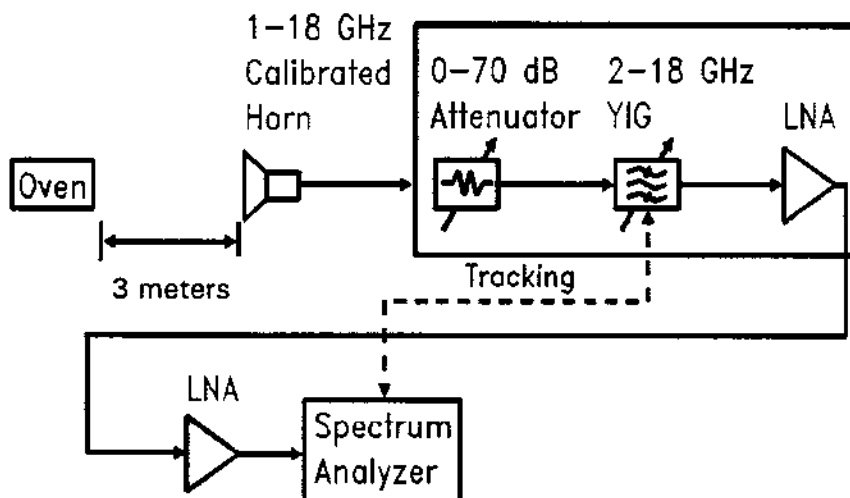 1–18 GHz
Calibrated
Horn
0–70 dB
Attenuator
2–18 GHz
YIG
LNA
Oven
3 meters
Tracking
LNA
Spectrum
Analyzer